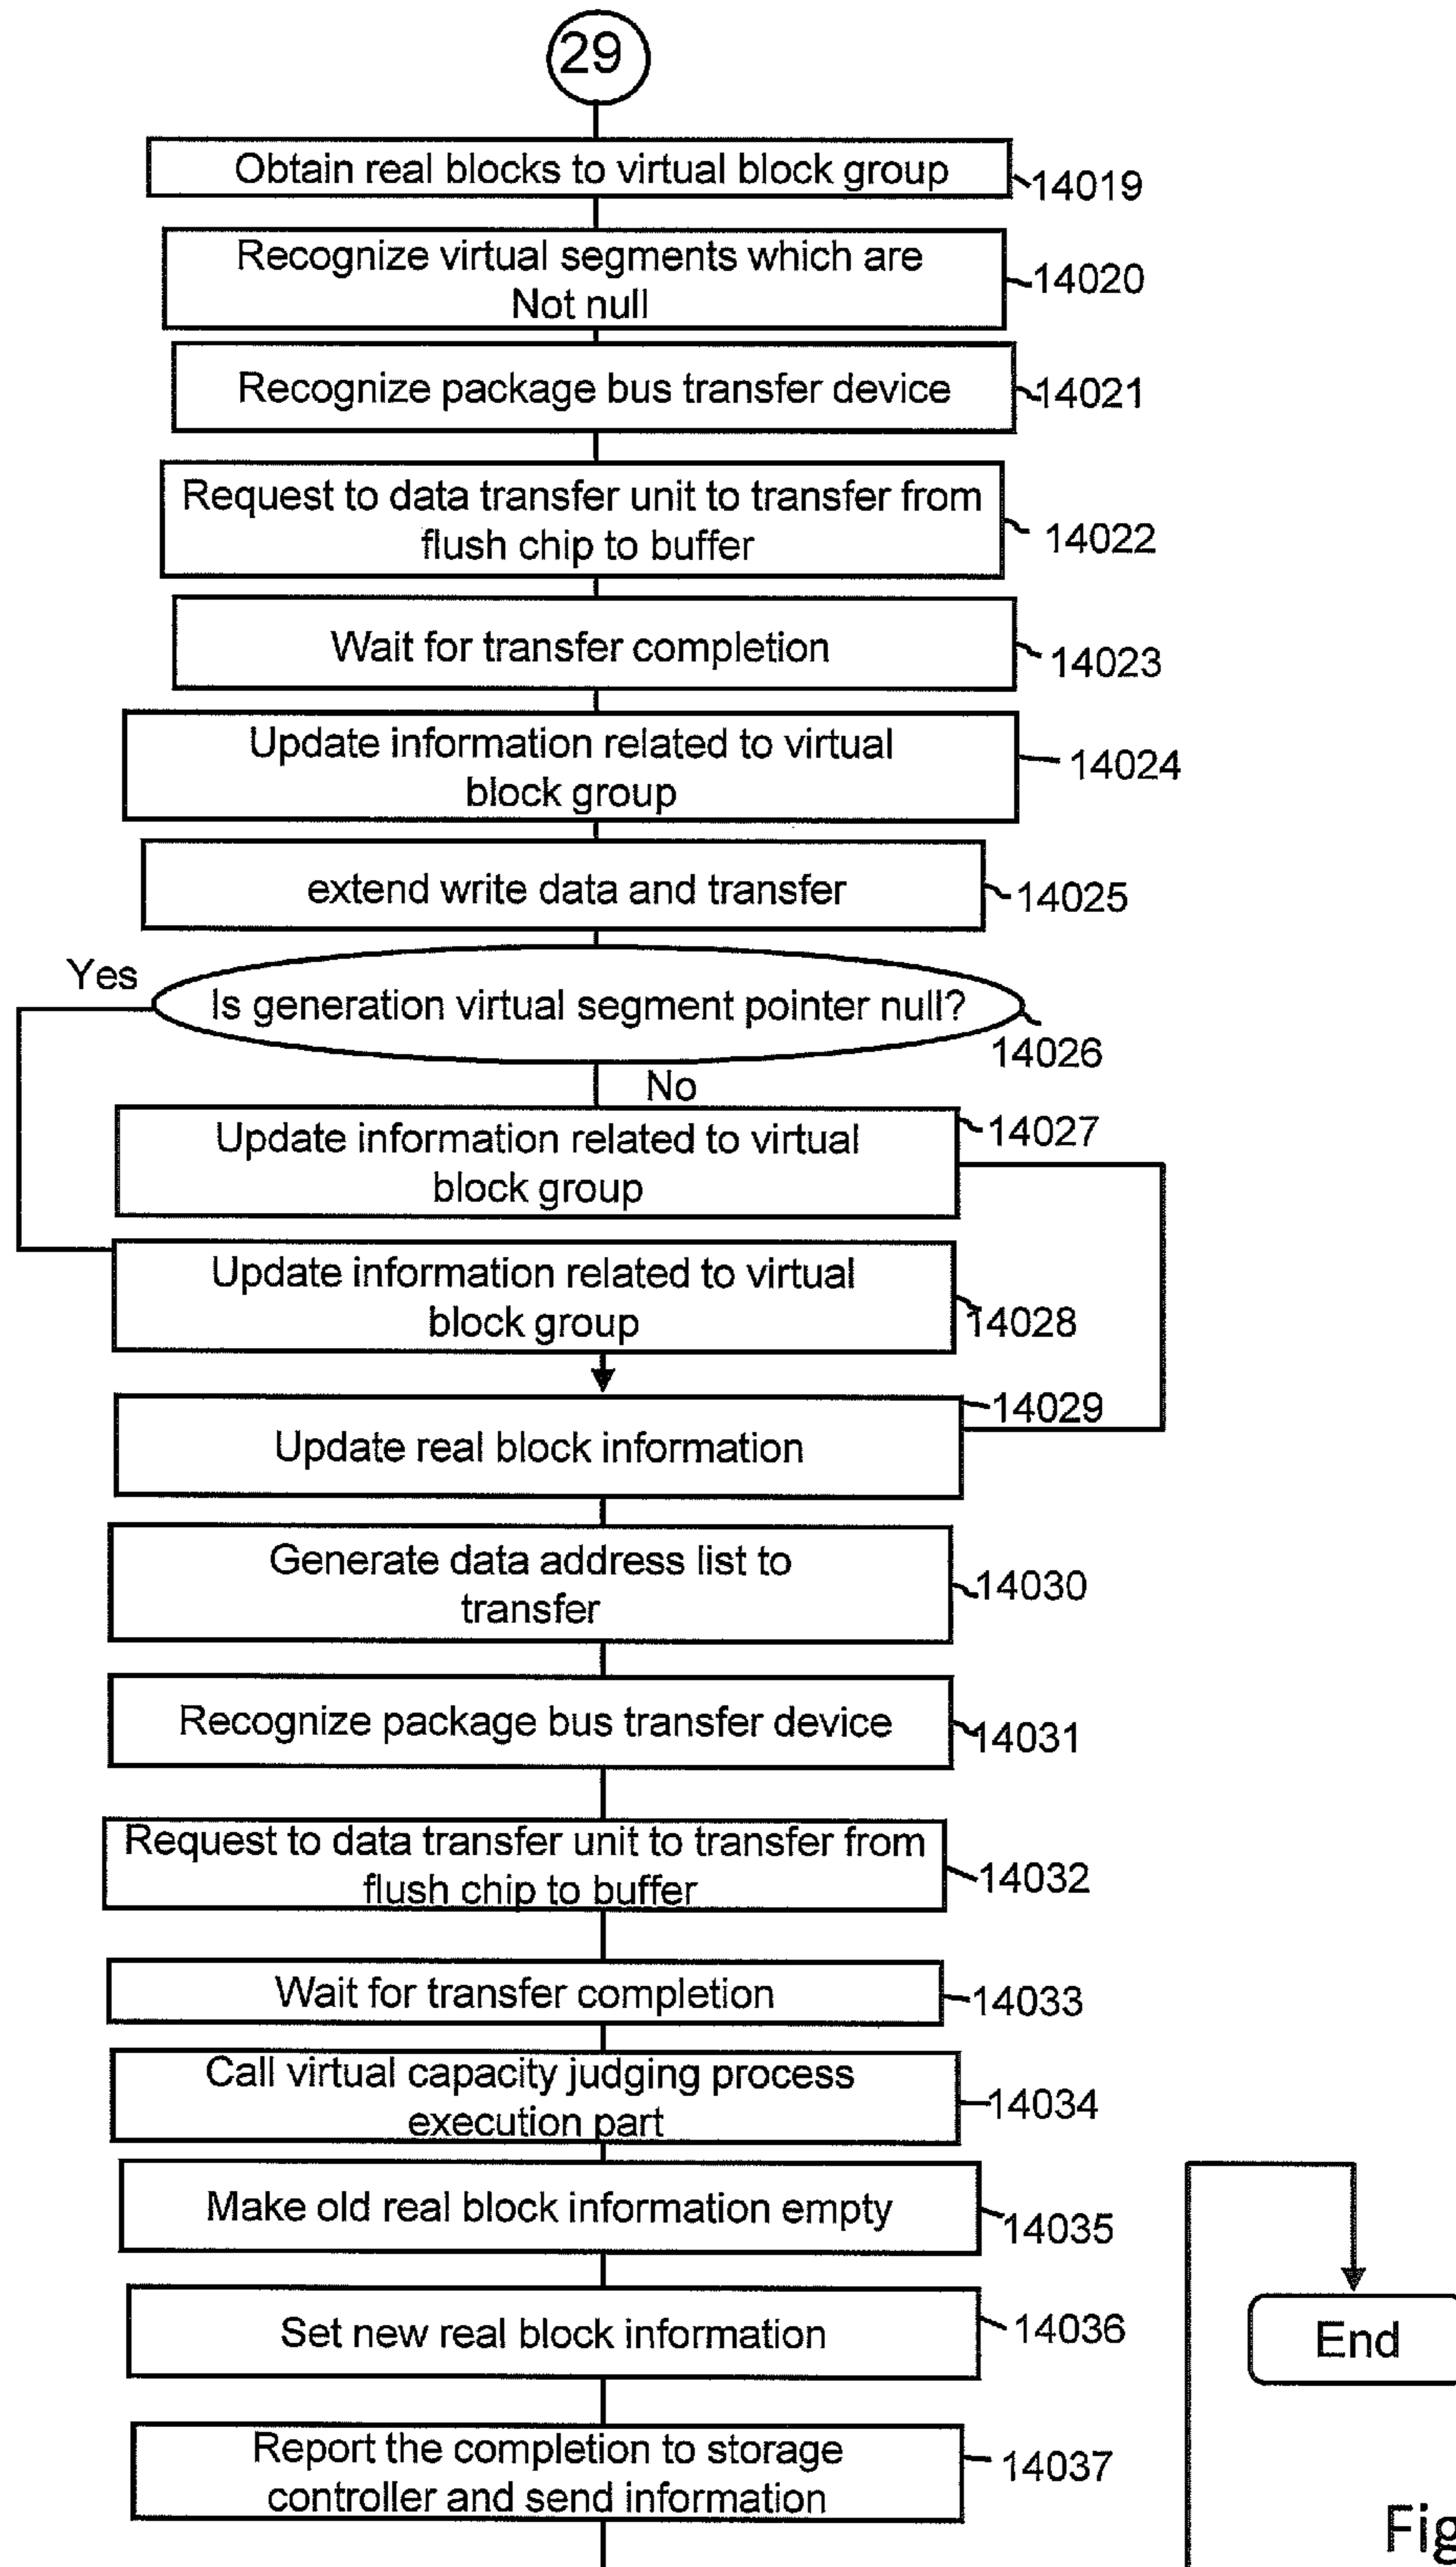 29
Obtain real blocks to virtual block group
14019
Recognize virtual segments which are
Not null
14020
Recognize package bus transfer device
14021
Request to data transfer unit to transfer from
flush chip to buffer
14022
Wait for transfer completion
14023
Update information related to virtual
block group
14024
extend write data and transfer
14025
Yes
Is generation virtual segment pointer null?
14026
No
Update information related to virtual
block group
14027
Update information related to virtual
block group
14028
Update real block information
14029
Generate data address list to
transfer
14030
Recognize package bus transfer device
14031
Request to data transfer unit to transfer from
flush chip to buffer
14032
Wait for transfer completion
14033
Call virtual capacity judging process
execution part
14034
Make old real block information empty
14035
Set new real block information
14036
End
Report the completion to storage
controller and send information
14037
Fig